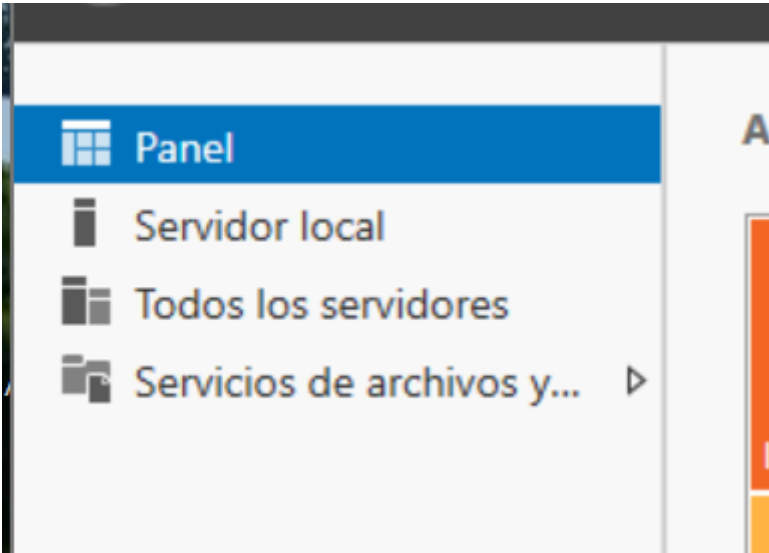 Panel
A
Servidor local
Todos los servidores
Servicios de archivos y...